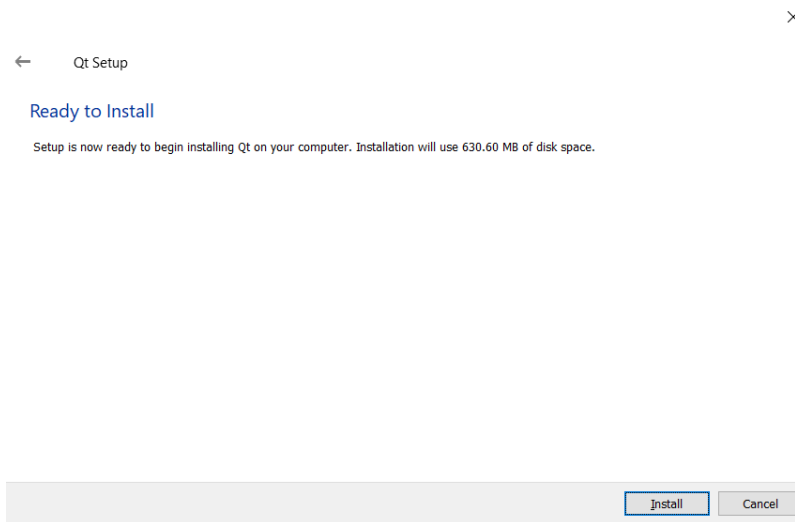 Qt Setup
Ready to Install
Setup is now ready to begin installing Qt on your computer. Installation will use 630.60 MB of disk space.
Install
Cancel